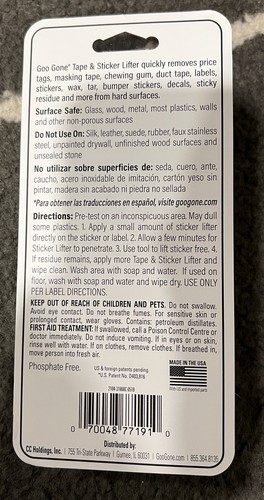 Goo Gone® Tape & Sticker Lifter quickly removes price
tags, masking tape, chewing gum, duct tape, labels,
stickers, wax, tar, bumper stickers, decals, sticky
residue and more from hard surfaces.
Surface Safe: Glass, wood, metal, most plastics, walls
and other non-porous surfaces
Do Not Use On: Silk, leather, suede, rubber, faux stainless
steel, unpainted drywall, unfinished wood surfaces and
unsealed stone
No utilizar sobre superficies de: seda, cuero, ante,
caucho, acero inoxidable de imitación, cartón yeso sin
pintar, madera sin acabado ni piedra no sellada
*Para obtener las traducciones en español, visite googone.com
Directions: Pre-test on an inconspicuous area. May dull
some plastics. 1. Apply a small amount of sticker lifter
directly on the sticker or label. 2. Allow a few minutes for
Sticker Lifter to penetrate. 3. Use tool to lift sticker free. 4.
If residue remains, apply more Tape & Sticker Lifter and
wipe clean. Wash area with soap and water. If used on
floor, wash with soap and water and wipe dry. USE ONLY
PER LABEL DIRECTIONS.
KEEP OUT OF REACH OF CHILDREN AND PETS. Do not swallow.
Avoid eye contact. Do not breathe fumes. For sensitive skin or
prolonged contact, wear gloves. Contains: petroleum distillates.
FIRST AID TREATMENT: If swallowed, call a Poison Control Centre or
doctor immediately. Do not induce vomiting. If in eyes or on skin,
rinse well with water. If on clothes, remove clothes. If breathed in,
move person into fresh air.
Phosphate Free.
US & foreign patents pending.
*U.S. Patent No. D403,816
MADE IN THE USA
With US and imported parts
0 70048 77191 0
Distributed by:
CC Holdings, Inc. | 755 Tri-State Parkway | Gurnee, IL 60031 | GooGone.com | 855.364.8135